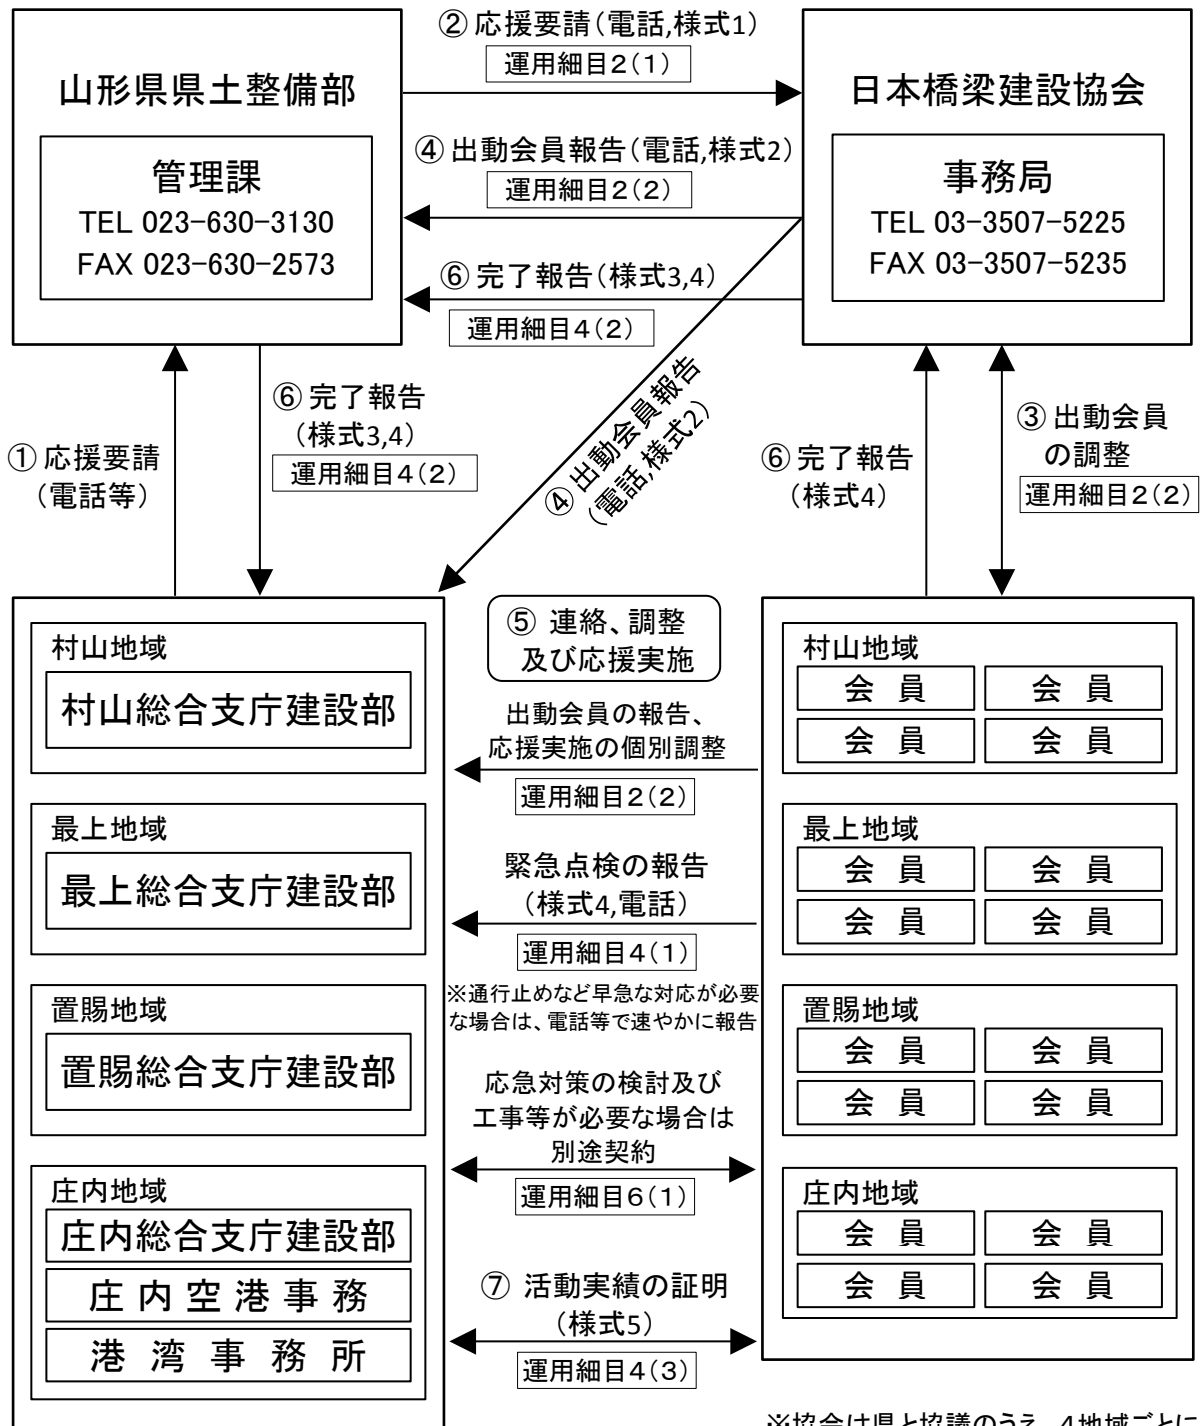 ② 応援要請(電話,様式1)
運用細目2(1)
山形県県土整備部
管理課
TEL 023-630-3130
FAX 023-630-2573
日本橋梁建設協会
事務局
TEL 03-3507-5225
FAX 03-3507-5235
④ 出動会員報告(電話,様式2)
運用細目2(2)
⑥ 完了報告(様式3,4)
運用細目4(2)
④ 出動会員報告
(電話,様式2)
① 応援要請
(電話等)
⑥ 完了報告
(様式3,4)
運用細目4(2)
⑥ 完了報告
(様式4)
③ 出動会員
の調整
運用細目2(2)
村山地域
村山総合支庁建設部
最上地域
最上総合支庁建設部
置賜地域
置賜総合支庁建設部
庄内地域
庄内総合支庁建設部
庄内空港事務
港湾事務所
⑤ 連絡、調整
及び応援実施
出動会員の報告、
応援実施の個別調整
運用細目2(2)
緊急点検の報告
(様式4,電話)
運用細目4(1)
※通行止めなど早急な対応が必要
な場合は、電話等で速やかに報告
応急対策の検討及び
工事等が必要な場合は
別途契約
運用細目6(1)
⑦ 活動実績の証明
(様式5)
運用細目4(3)
村山地域
会 員 会 員
会 員 会 員
最上地域
会 員 会 員
会 員 会 員
置賜地域
会 員 会 員
会 員 会 員
庄内地域
会 員 会 員
会 員 会 員
※協会は県と協議のうえ、4地域ごとに